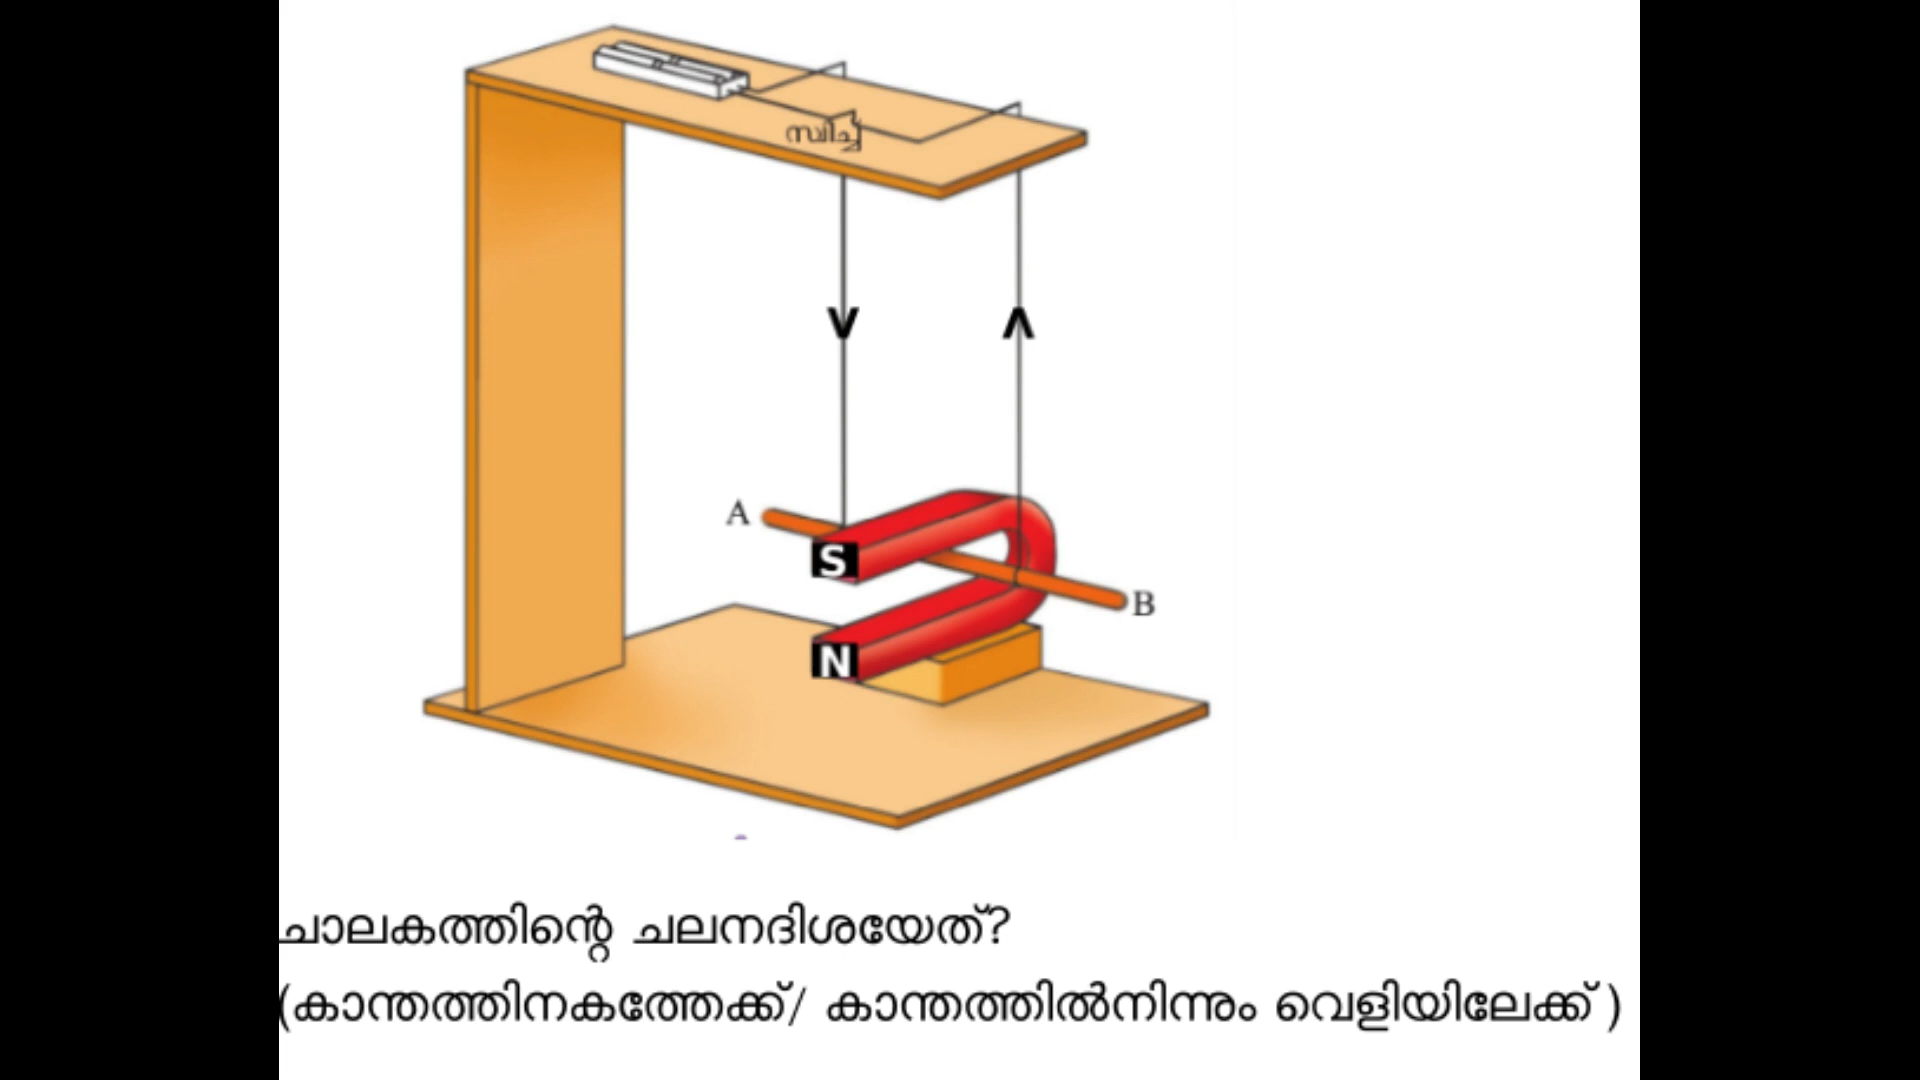 സ്വിച്ച്
V
Λ
A
S
B
N
ചാലകത്തിന്റെ ചലനദിശയേത്?
(കാന്തത്തിനകത്തേക്ക്/ കാന്തത്തിൽനിന്നും വെളിയിലേക്ക് )